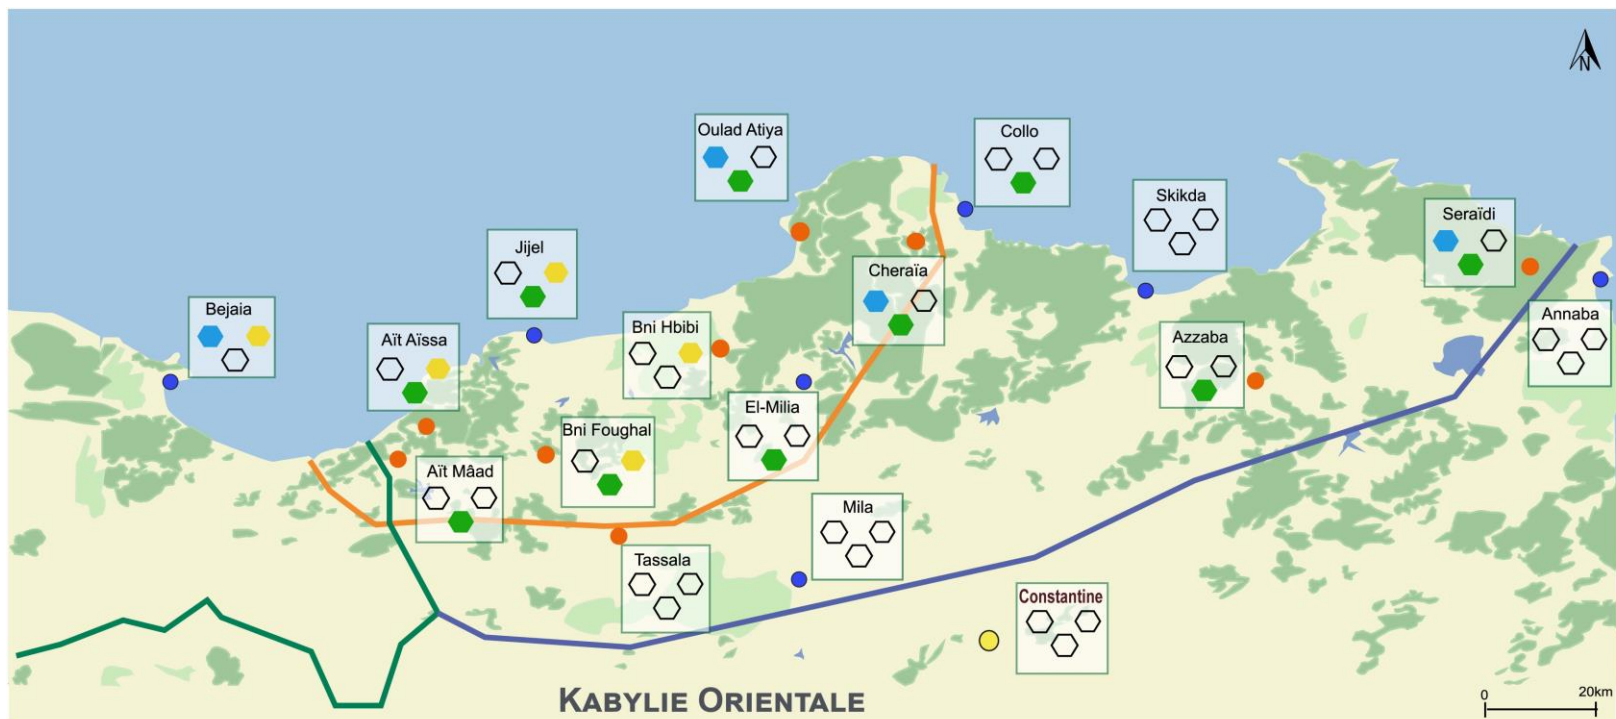 N
Oulad Atiya
Collo
Skikda
Seraïdi
Jijel
Cheraïa
Bejaia
Aït Aïssa
Bni Hbibi
Azzaba
Annaba
El-Milia
Bni Foughal
Aït Mâad
Mila
Tassala
Constantine
KABYLIE ORIENTALE
0 20km